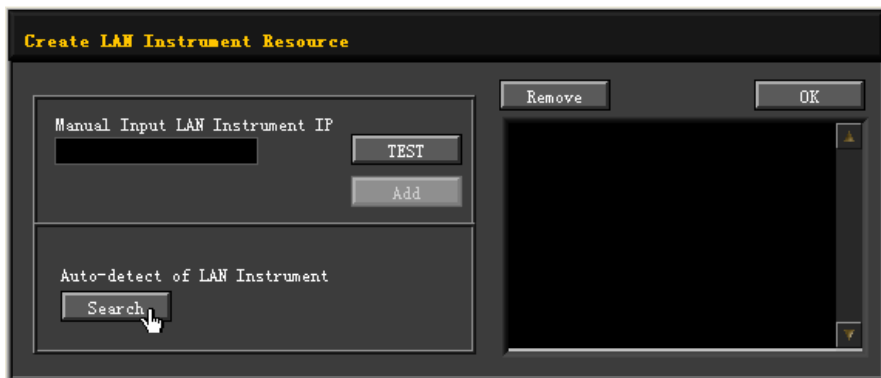 Create LAN Instrument Resource
Manual Input LAN Instrument IP
TEST
Add
Auto-detect of LAN Instrument
Search
Remove
OK